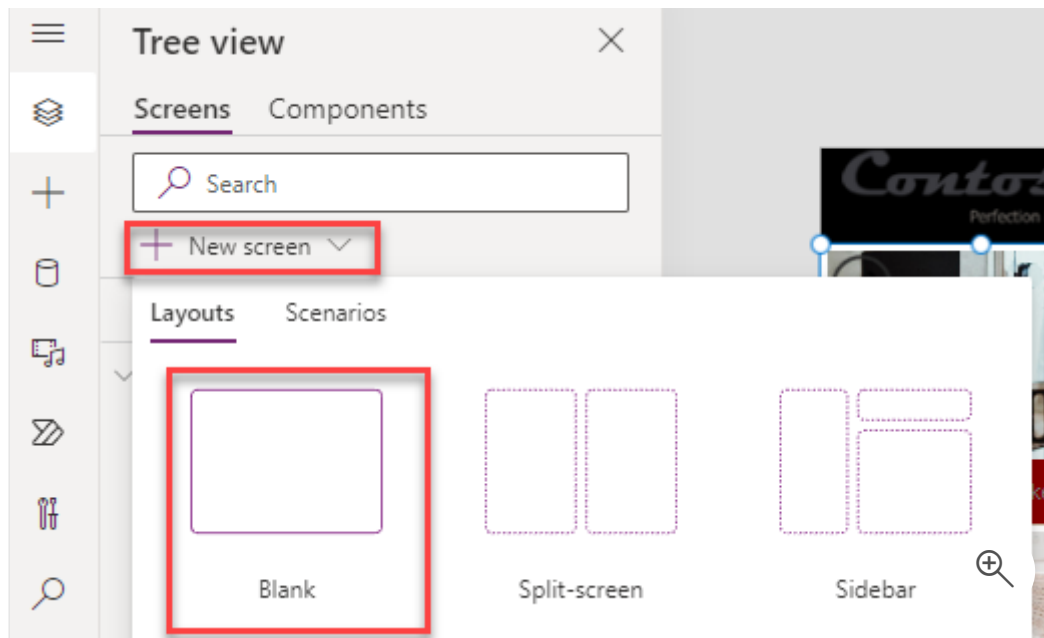 Tree view
Screens Components
Search
New screen
Layouts Scenarios
Blank Split-screen Sidebar
Perfection